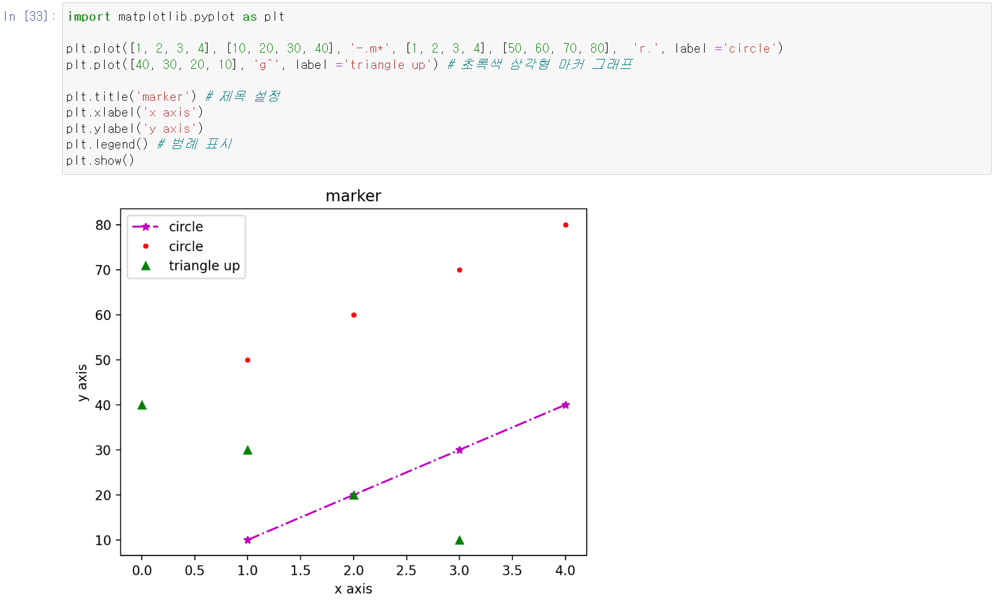 In [33]: import matplotlib.pyplot as plt
plt.plot([1, 2, 3, 4], [10, 20, 30, 40], '-.m*', [1, 2, 3, 4], [50, 60, 70, 80],  'r.', label ='circle')
plt.plot([40, 30, 20, 10], 'g^', label ='triangle up') # 초록색 삼각형 마커 그래프
plt.title('marker') # 제목 설정
plt.xlabel('x axis')
plt.ylabel('y axis')
plt.legend() # 범례 표시
plt.show()
marker
circle
circle
triangle up
80
70
60
50
40
30
20
10
y axis
0.0 0.5 1.0 1.5 2.0 2.5 3.0 3.5 4.0
x axis